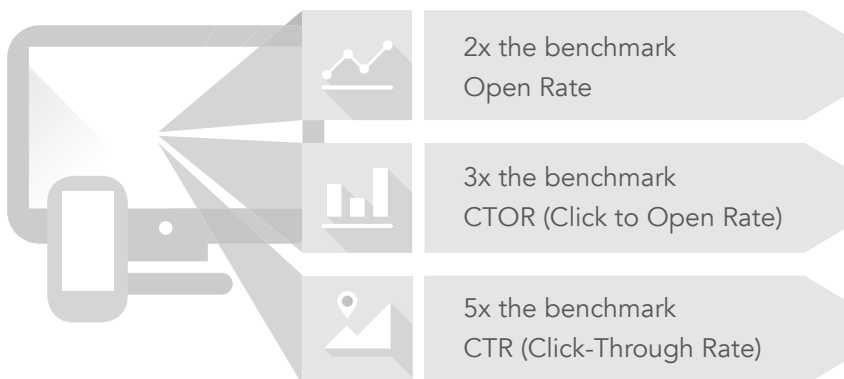 2x the benchmark
Open Rate
3x the benchmark
CTOR (Click to Open Rate)
5x the benchmark
CTR (Click-Through Rate)